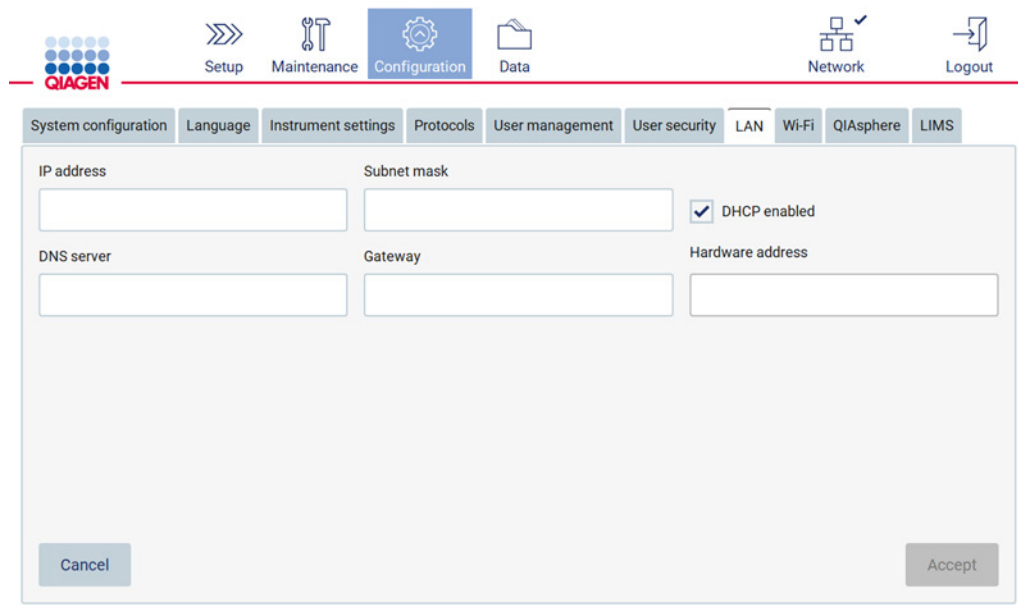 QIAGEN
Setup Maintenance Configuration Data Network Logout
System configuration Language Instrument settings Protocols User management User security LAN Wi-Fi QIAsphere LIMS
IP address Subnet mask
DHCP enabled
DNS server Gateway Hardware address
Cancel Accept